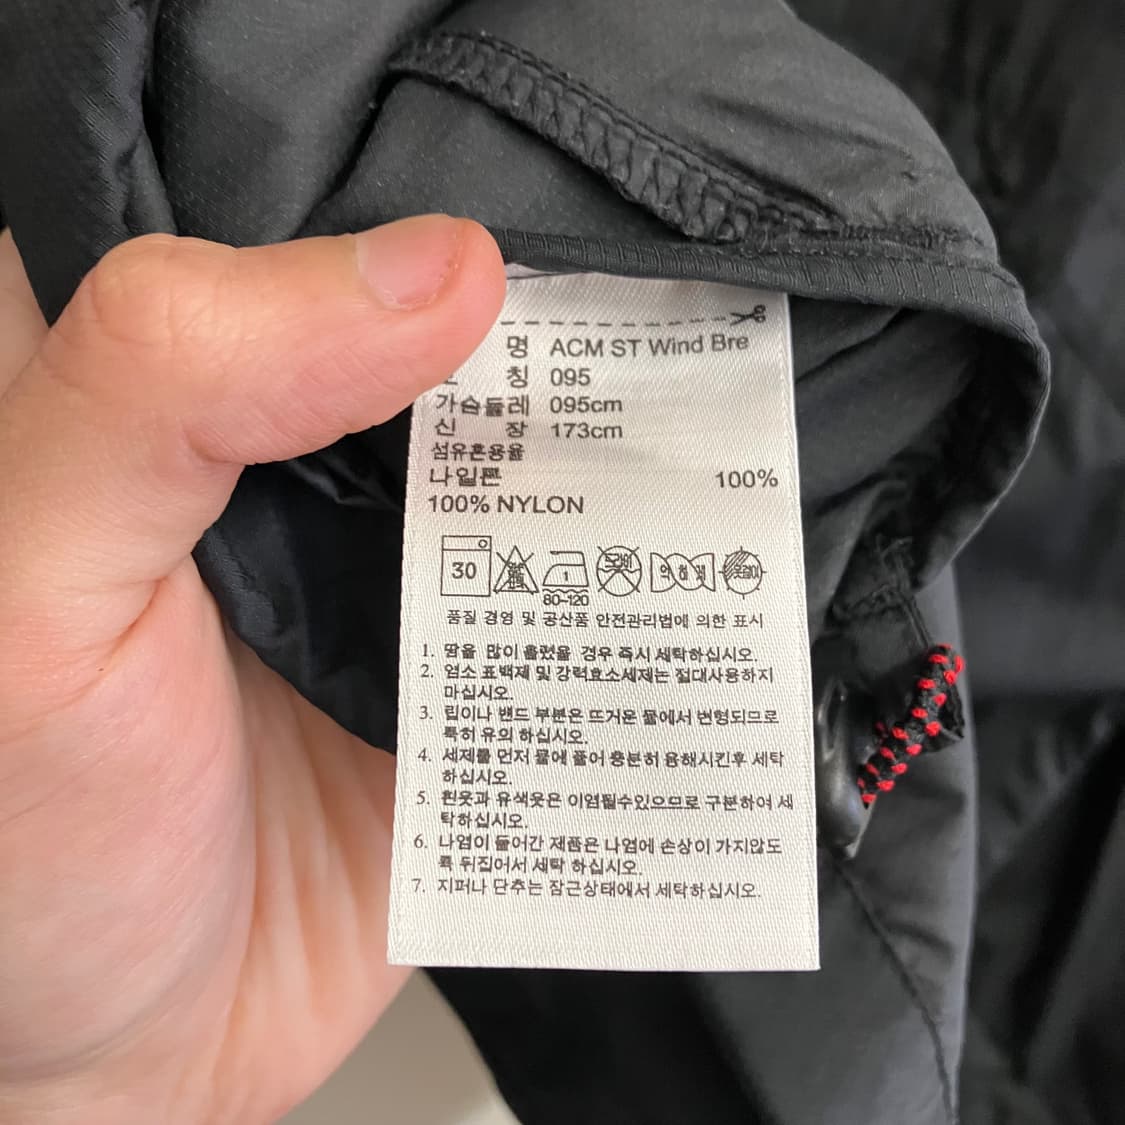 명 ACM ST Wind Bre
칭 095
가슴둘레 095cm
신 장 173cm
섬유혼용율
나일론 100%
100% NYLON
30
1
80~120
드라이
약하게
품질 경영 및 공산품 안전관리법에 의한 표시
1. 땀을 많이 흘렸을 경우 즉시 세탁하십시오.
2. 염소 표백제 및 강력효소세제는 절대사용하지
마십시오.
3. 립이나 밴드 부분은 뜨거운 물에서 변형되므로
특히 유의 하십시오.
4. 세제를 먼저 물에 풀어 충분히 용해시킨후 세탁
하십시오.
5. 흰옷과 유색옷은 이염될수있으므로 구분하여 세
탁하십시오.
6. 나염이 들어간 제품은 나염에 손상이 가지않도
록 뒤집어서 세탁 하십시오.
7. 지퍼나 단추는 잠근상태에서 세탁하십시오.